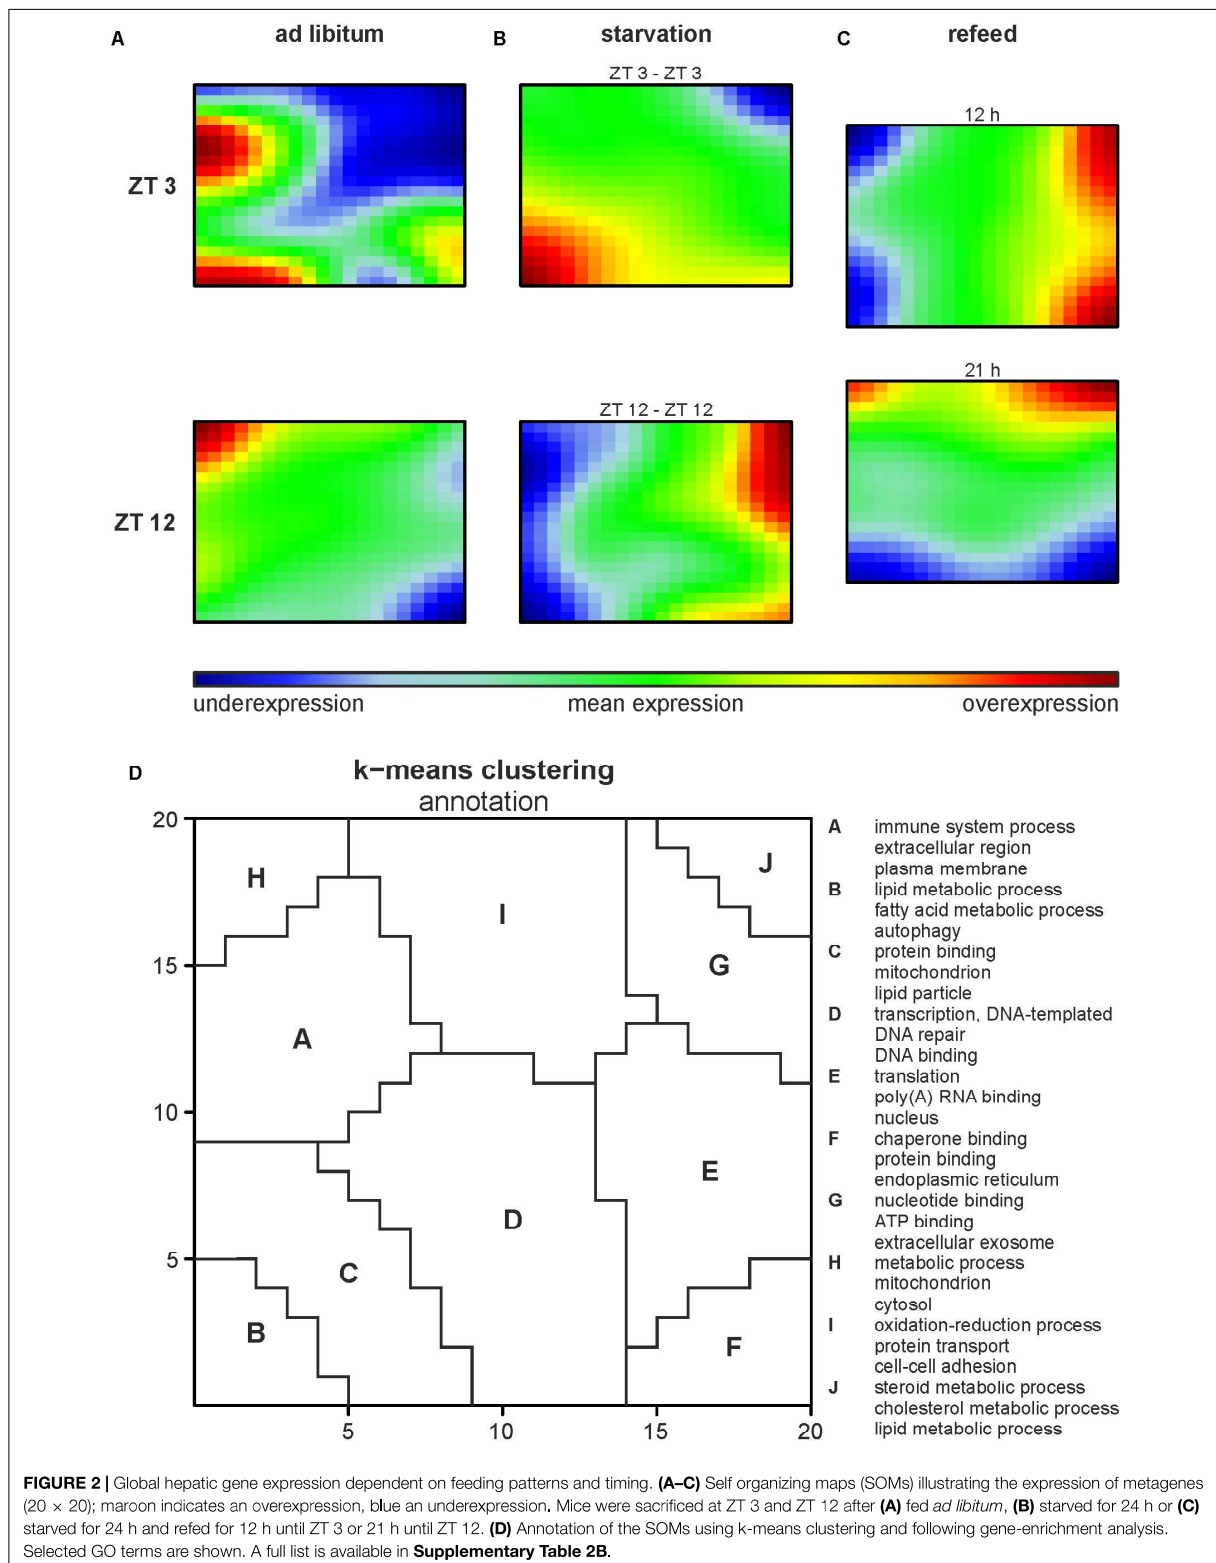 A ad libitum B starvation C refeed
ZT 3 - ZT 3
12 h
ZT 3
21 h
ZT 12 - ZT 12
ZT 12
underexpression mean expression overexpression
D k−means clustering
annotation
20
15
10
5
5 10 15 20
H
I
J
G
A
E
D
C
B
F
A immune system process
extracellular region
plasma membrane
B lipid metabolic process
fatty acid metabolic process
autophagy
C protein binding
mitochondrion
lipid particle
D transcription, DNA-templated
DNA repair
DNA binding
E translation
poly(A) RNA binding
nucleus
F chaperone binding
protein binding
endoplasmic reticulum
G nucleotide binding
ATP binding
extracellular exosome
H metabolic process
mitochondrion
cytosol
I oxidation-reduction process
protein transport
cell-cell adhesion
J steroid metabolic process
cholesterol metabolic process
lipid metabolic process
FIGURE 2 | Global hepatic gene expression dependent on feeding patterns and timing. (A–C) Self organizing maps (SOMs) illustrating the expression of metagenes
(20 × 20); maroon indicates an overexpression, blue an underexpression. Mice were sacrificed at ZT 3 and ZT 12 after (A) fed ad libitum, (B) starved for 24 h or (C)
starved for 24 h and refed for 12 h until ZT 3 or 21 h until ZT 12. (D) Annotation of the SOMs using k-means clustering and following gene-enrichment analysis.
Selected GO terms are shown. A full list is available in Supplementary Table 2B.